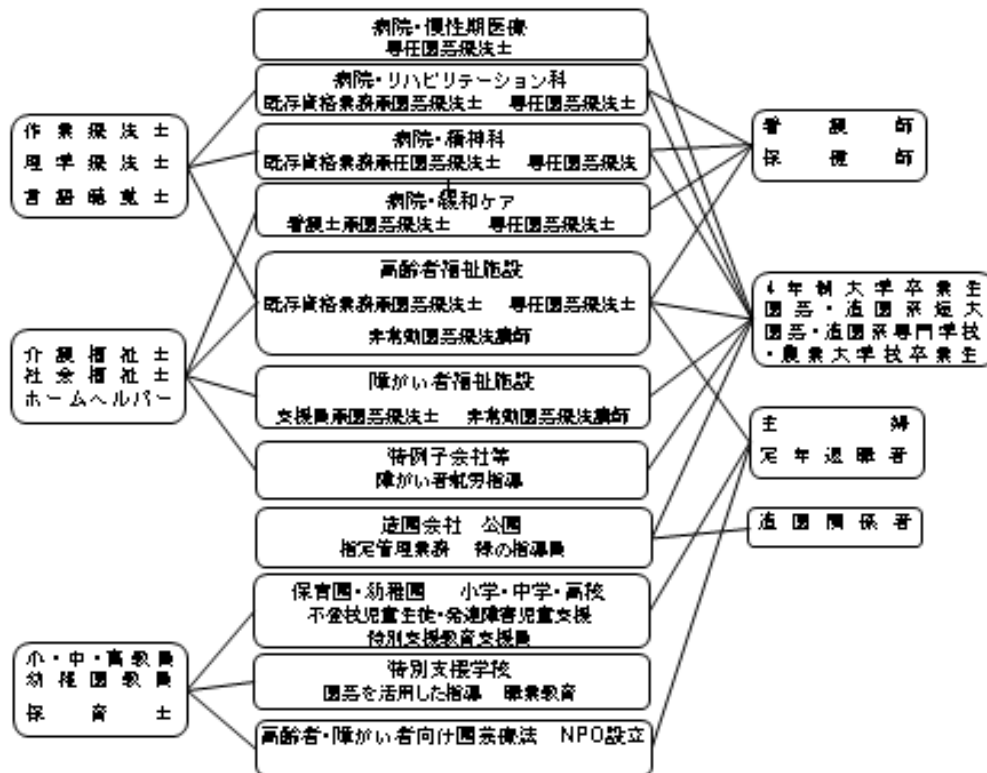 病院・慢性期医療
専任園芸療法士
病院・リハビリテーション科
既存資格業務兼園芸療法士　専任園芸療法士
病院・精神科
既存資格業務兼任園芸療法士　専任園芸療法
病院・緩和ケア
看護士兼園芸療法士　専任園芸療法士
高齢者福祉施設
既存資格業務兼園芸療法士　専任園芸療法士
非常勤園芸療法講師
障がい者福祉施設
支援員兼園芸療法士　非常勤園芸療法講師
特例子会社等
障がい者就労指導
造園会社　公園
指定管理業務　緑の指導員
保育園・幼稚園　小学・中学・高校
不登校児童生徒・発達障害児童支援
特別支援教育支援員
特別支援学校
園芸を活用した指導　職業教育
高齢者・障がい者向け園芸療法　NPO設立
作業療法士
理学療法士
言語聴覚士
介護福祉士
社会福祉士
ホームヘルパー
小・中・高教員
幼稚園教員
保育士
看護師
保健師
4年制大学卒業生
園芸・造園系短大
園芸・造園系専門学校
・農業大学校卒業生
主婦
定年退職者
造園関係者